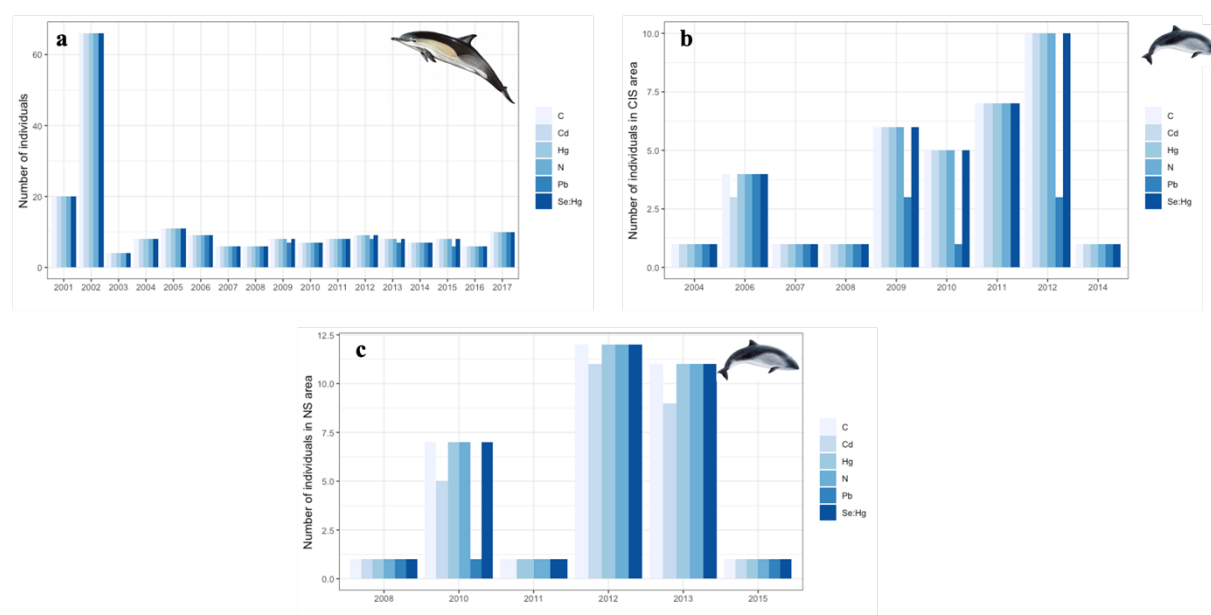 a
Number of individuals
60
40
20
0
2001 2002 2003 2004 2005 2006 2007 2008 2009 2010 2011 2012 2013 2014 2015 2016 2017
C
Cd
Hg
N
Pb
Se:Hg
b
Number of individuals in CIS area
10.0
7.5
5.0
2.5
0.0
2004 2006 2007 2008 2009 2010 2011 2012 2014
C
Cd
Hg
N
Pb
Se:Hg
c
Number of individuals in NS area
12.5
10.0
7.5
5.0
2.5
0.0
2008 2010 2011 2012 2013 2015
C
Cd
Hg
N
Pb
Se:Hg